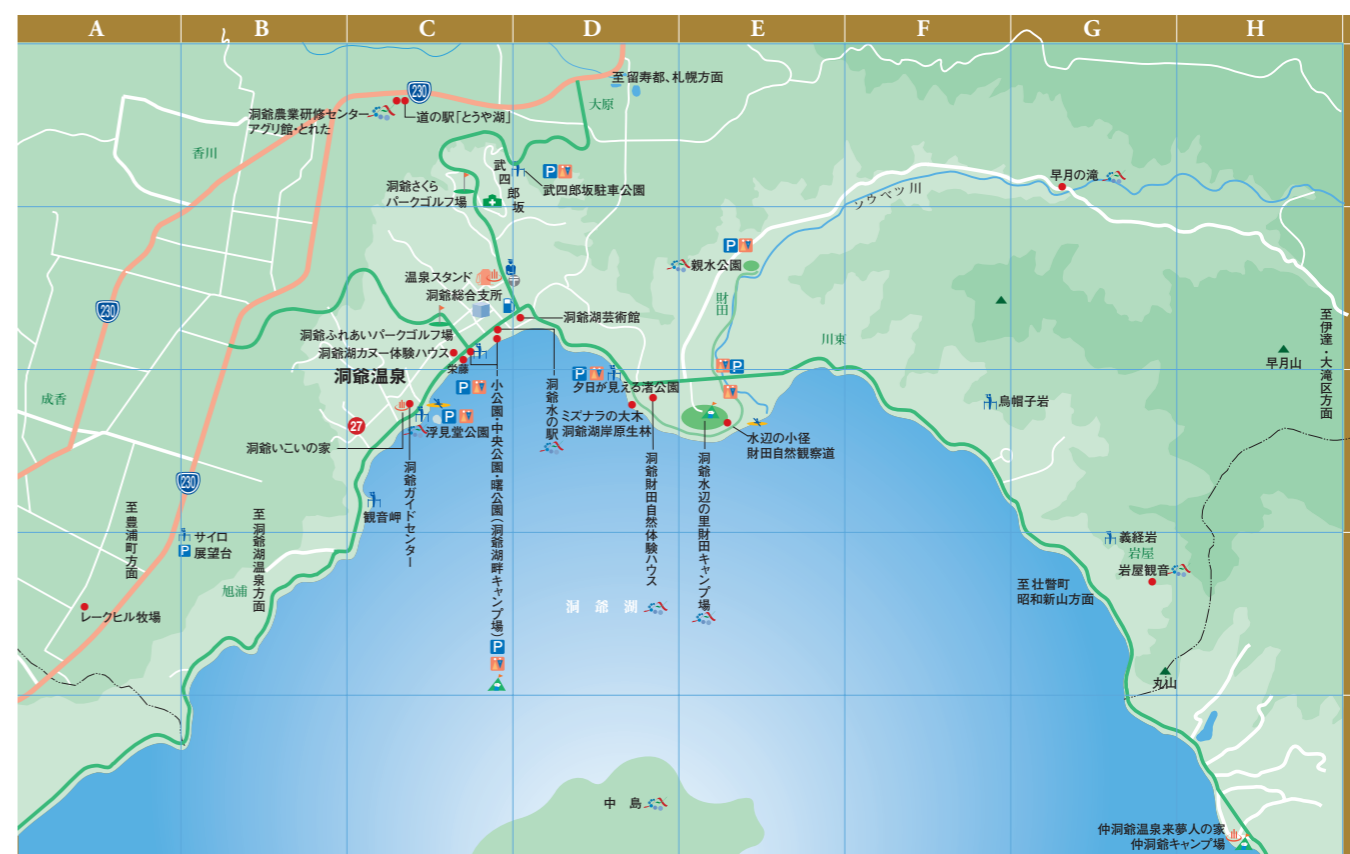 A B C D E F G H
230
至留寿都、札幌方面
大原
洞爺農業研修センター
アグリ館・とれた
道の駅「とうや湖」
香川
武四郎坂
P
武四郎坂駐車公園
洞爺さくら
パークゴルフ場
早月の滝
ソウベツ川
P
親水公園
温泉スタンド
洞爺総合支所
財田
230
洞爺湖芸術館
川東
至伊達・大滝区方面
洞爺ふれあいパークゴルフ場
洞爺湖カヌー体験ハウス
栄藤
洞爺温泉
早月山
P
P
P
夕日が見える渚公園
成香
烏帽子岩
ミズナラの大木
洞爺湖岸原生林
27
P
浮見堂公園
水辺の小径
財田自然観察道
洞爺いこいの家
小公園・中央公園・曙公園(洞爺湖畔キャンプ場)
P
洞爺水の駅
洞爺ガイドセンター
洞爺財田自然体験ハウス
洞爺水辺の里財田キャンプ場
230
観音岬
至豊浦町方面
サイロ
P 展望台
至洞爺湖温泉方面
義経岩
岩屋
岩屋観音
旭浦
至壮瞥町
昭和新山方面
レークヒル牧場
洞爺湖
丸山
中島
仲洞爺温泉来夢人の家
仲洞爺キャンプ場